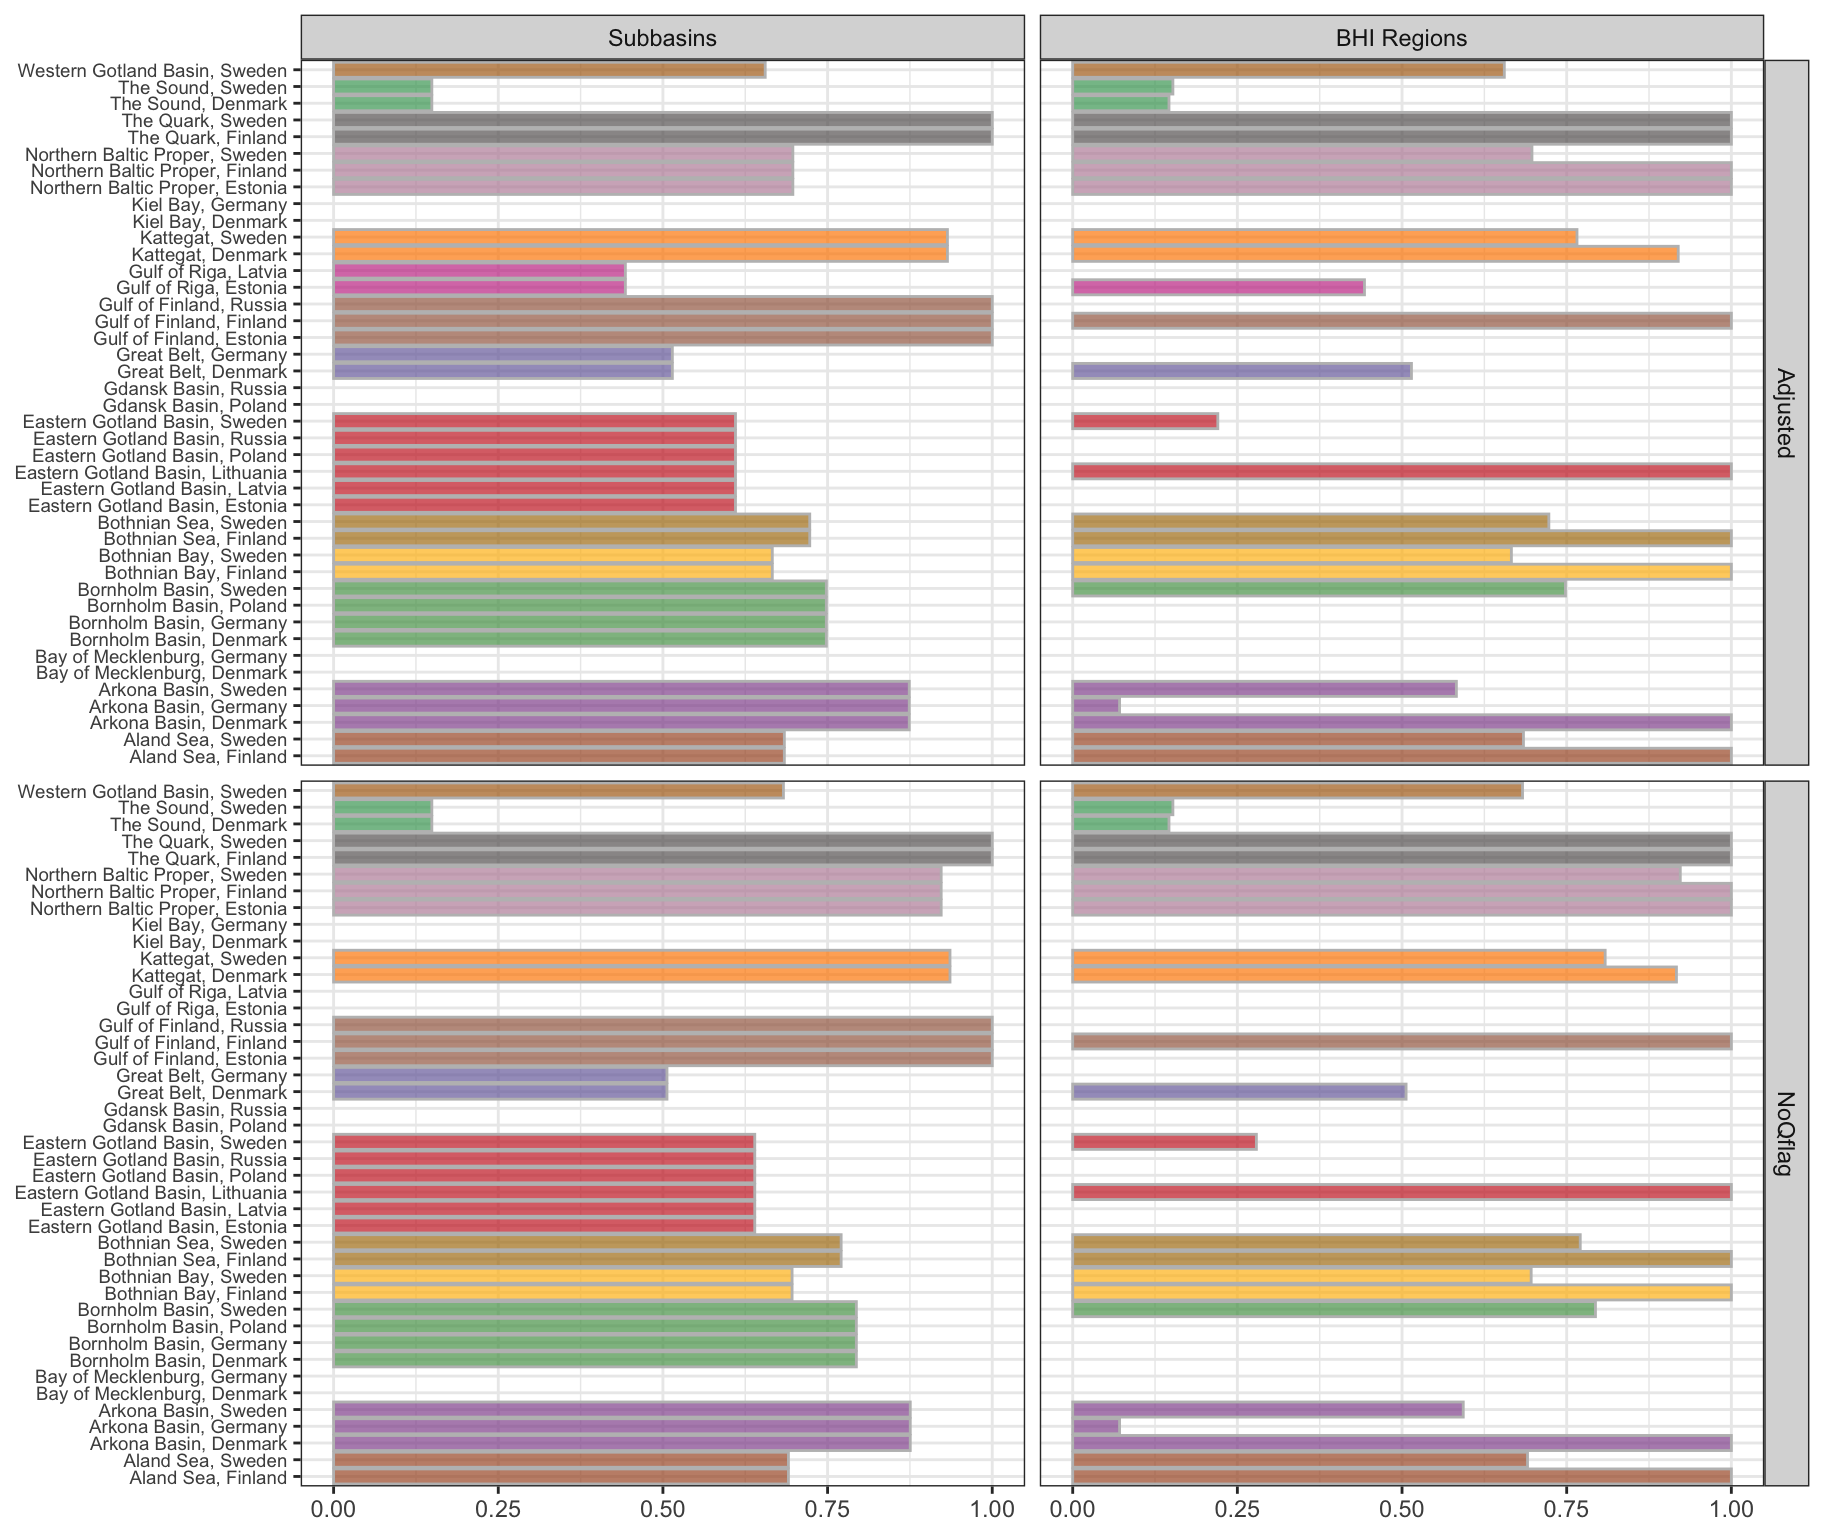 Subbasins
BHI Regions
Western Gotland Basin, Sweden
The Sound, Sweden
The Sound, Denmark
The Quark, Sweden
The Quark, Finland
Northern Baltic Proper, Sweden
Northern Baltic Proper, Finland
Northern Baltic Proper, Estonia
Kiel Bay, Germany
Kiel Bay, Denmark
Kattegat, Sweden
Kattegat, Denmark
Gulf of Riga, Latvia
Gulf of Riga, Estonia
Gulf of Finland, Russia
Gulf of Finland, Finland
Gulf of Finland, Estonia
Great Belt, Germany
Great Belt, Denmark
Gdansk Basin, Russia
Gdansk Basin, Poland
Eastern Gotland Basin, Sweden
Eastern Gotland Basin, Russia
Eastern Gotland Basin, Poland
Eastern Gotland Basin, Lithuania
Eastern Gotland Basin, Latvia
Eastern Gotland Basin, Estonia
Bothnian Sea, Sweden
Bothnian Sea, Finland
Bothnian Bay, Sweden
Bothnian Bay, Finland
Bornholm Basin, Sweden
Bornholm Basin, Poland
Bornholm Basin, Germany
Bornholm Basin, Denmark
Bay of Mecklenburg, Germany
Bay of Mecklenburg, Denmark
Arkona Basin, Sweden
Arkona Basin, Germany
Arkona Basin, Denmark
Aland Sea, Sweden
Aland Sea, Finland
Adjusted
Western Gotland Basin, Sweden
The Sound, Sweden
The Sound, Denmark
The Quark, Sweden
The Quark, Finland
Northern Baltic Proper, Sweden
Northern Baltic Proper, Finland
Northern Baltic Proper, Estonia
Kiel Bay, Germany
Kiel Bay, Denmark
Kattegat, Sweden
Kattegat, Denmark
Gulf of Riga, Latvia
Gulf of Riga, Estonia
Gulf of Finland, Russia
Gulf of Finland, Finland
Gulf of Finland, Estonia
Great Belt, Germany
Great Belt, Denmark
Gdansk Basin, Russia
Gdansk Basin, Poland
Eastern Gotland Basin, Sweden
Eastern Gotland Basin, Russia
Eastern Gotland Basin, Poland
Eastern Gotland Basin, Lithuania
Eastern Gotland Basin, Latvia
Eastern Gotland Basin, Estonia
Bothnian Sea, Sweden
Bothnian Sea, Finland
Bothnian Bay, Sweden
Bothnian Bay, Finland
Bornholm Basin, Sweden
Bornholm Basin, Poland
Bornholm Basin, Germany
Bornholm Basin, Denmark
Bay of Mecklenburg, Germany
Bay of Mecklenburg, Denmark
Arkona Basin, Sweden
Arkona Basin, Germany
Arkona Basin, Denmark
Aland Sea, Sweden
Aland Sea, Finland
NoQflag
0.00 0.25 0.50 0.75 1.00
0.00 0.25 0.50 0.75 1.00